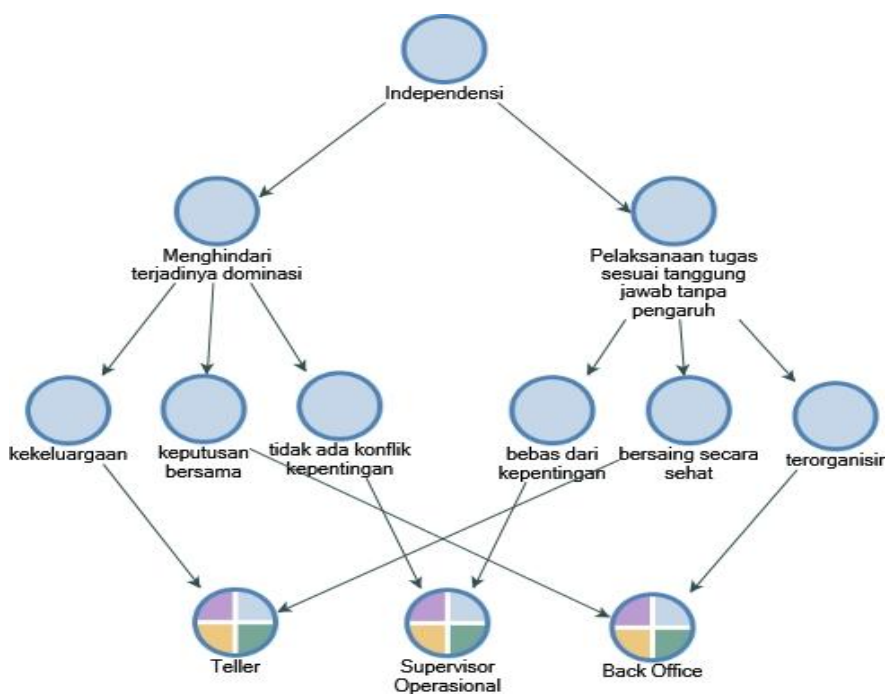 Independensi
Menghindari
terjadinya dominasi
Pelaksanaan tugas
sesuai tanggung
jawab tanpa
pengaruh
kekeluargaan
keputusan
bersama
tidak ada konflik
kepentingan
bebas dari
kepentingan
bersaing secara
sehat
terorganisir
Teller
Supervisor
Operasional
Back Office